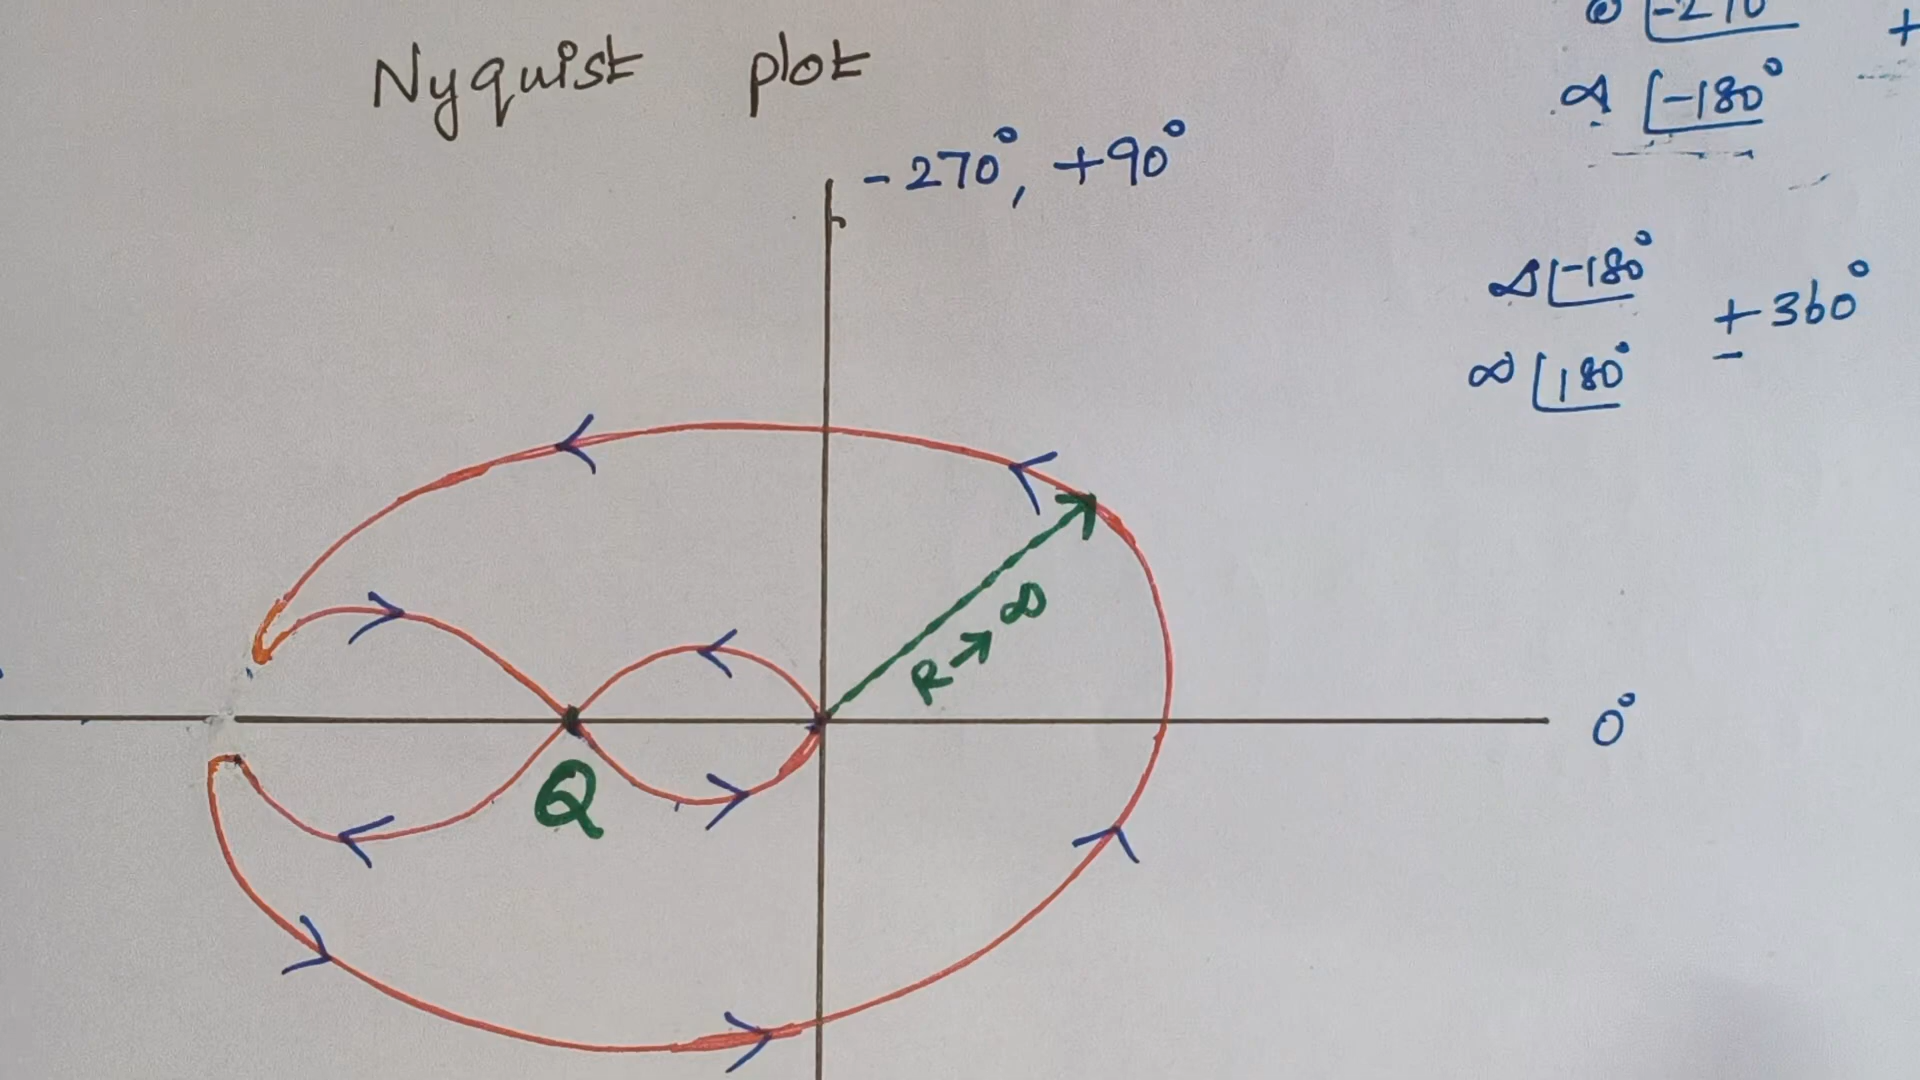 Nyquist plot
-270°, +90°
∞ ∠-180°
∞ ∠-180°
∞ ∠180°
+360°
R→∞
0°
Q